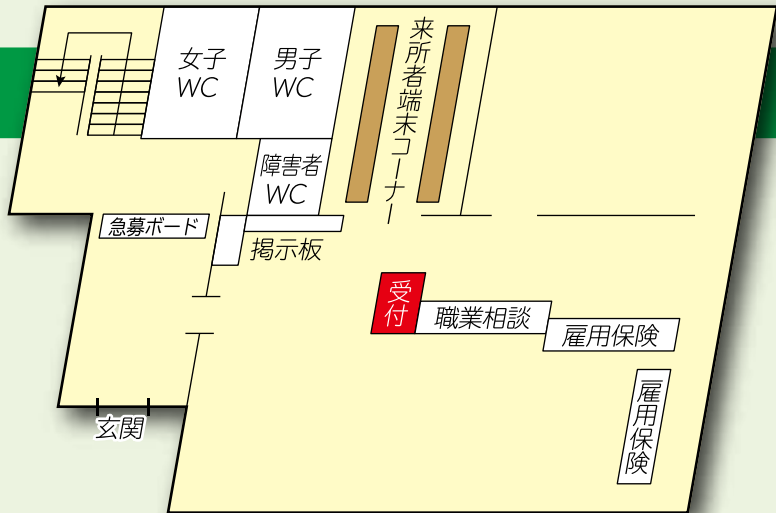 女子
WC
男子
WC
来所者端末コーナー
障害者
WC
急募ボード
掲示板
受付
職業相談
雇用保険
雇用保険
玄関